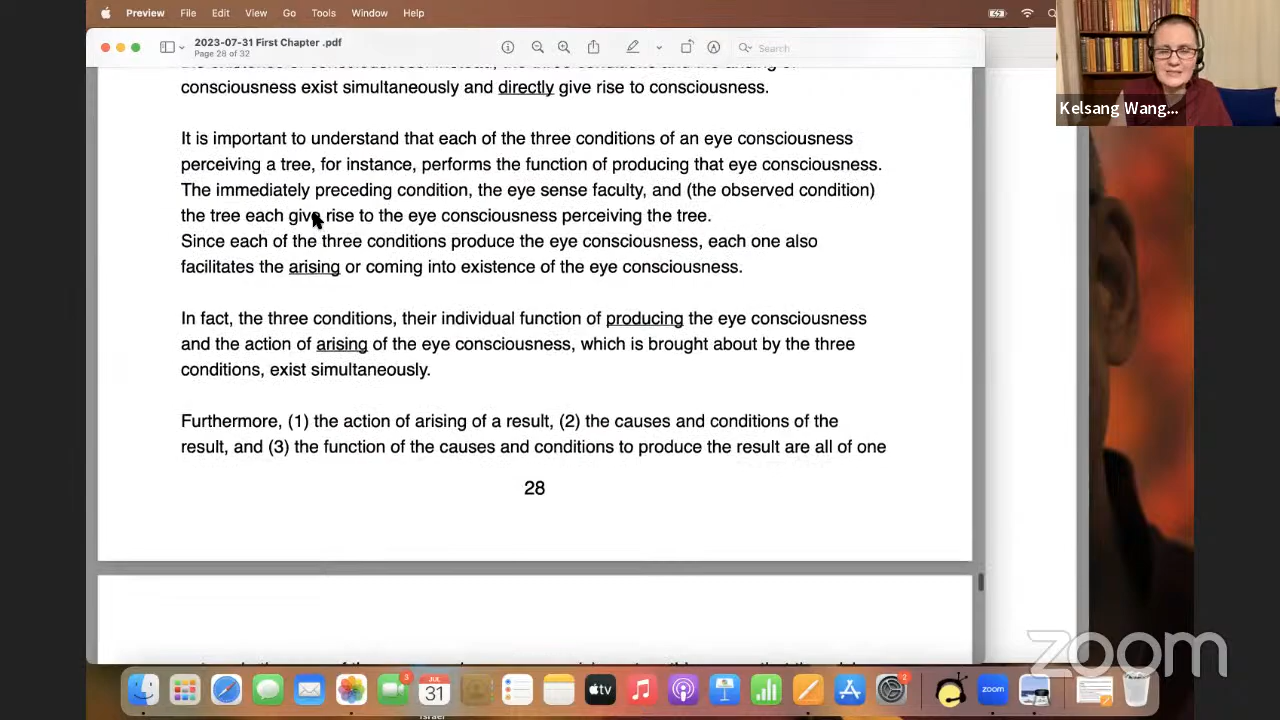 Preview File Edit View Go Tools Window Help
2023-07-31 First Chapter .pdf
Page 28 of 32
Search
Kelsang Wang...
consciousness exist simultaneously and directly give rise to consciousness.
It is important to understand that each of the three conditions of an eye consciousness
perceiving a tree, for instance, performs the function of producing that eye consciousness.
The immediately preceding condition, the eye sense faculty, and (the observed condition)
the tree each give rise to the eye consciousness perceiving the tree.
Since each of the three conditions produce the eye consciousness, each one also
facilitates the arising or coming into existence of the eye consciousness.
In fact, the three conditions, their individual function of producing the eye consciousness
and the action of arising of the eye consciousness, which is brought about by the three
conditions, exist simultaneously.
Furthermore, (1) the action of arising of a result, (2) the causes and conditions of the
result, and (3) the function of the causes and conditions to produce the result are all of one
28
zoom
JUL
31
3
tv
2
zoom
Israel